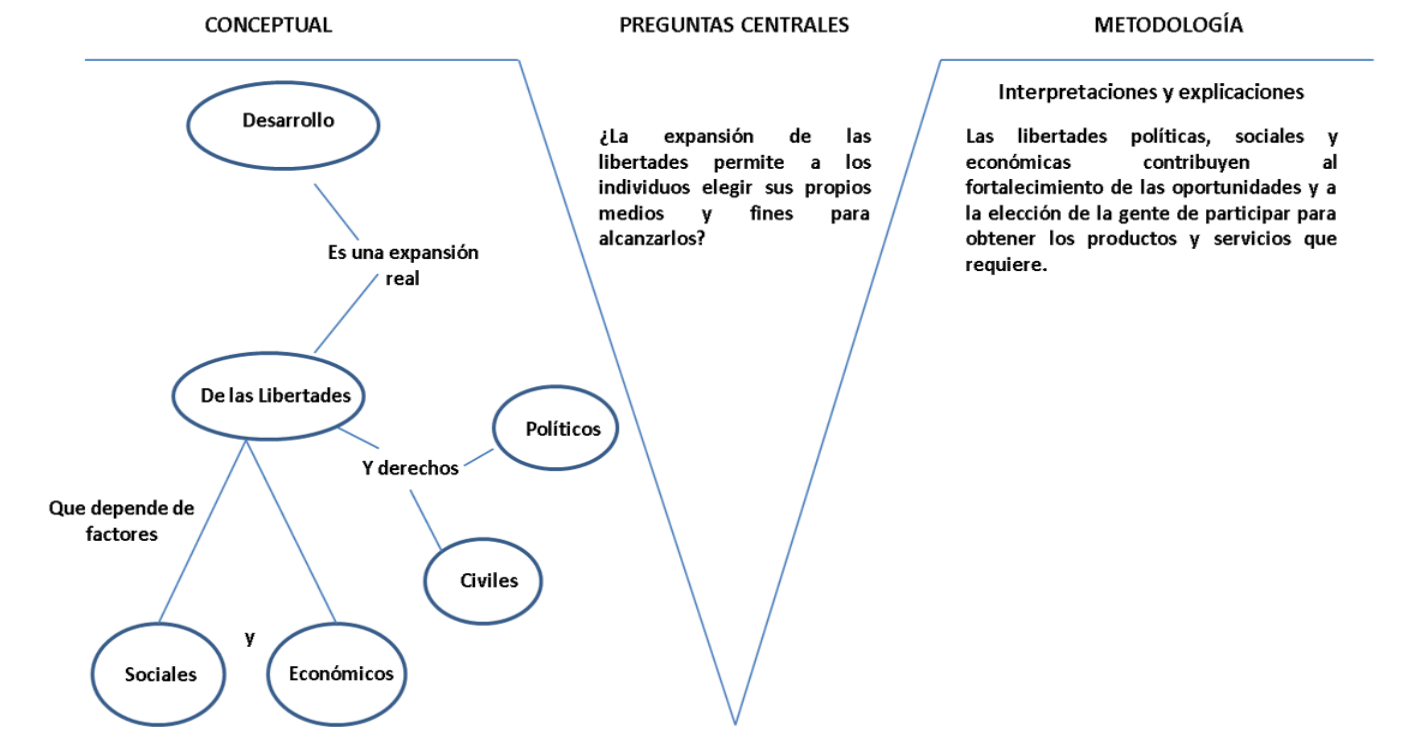 CONCEPTUAL
PREGUNTAS CENTRALES
METODOLOGÍA
Desarrollo
Es una expansión
real
De las Libertades
Y derechos
Políticos
Civiles
Que depende de
factores
Sociales
y
Económicos
¿La expansión de las
libertades permite a los
individuos elegir sus propios
medios y fines para
alcanzarlos?
Interpretaciones y explicaciones
Las libertades políticas, sociales y
económicas contribuyen al
fortalecimiento de las oportunidades y a
la elección de la gente de participar para
obtener los productos y servicios que
requiere.